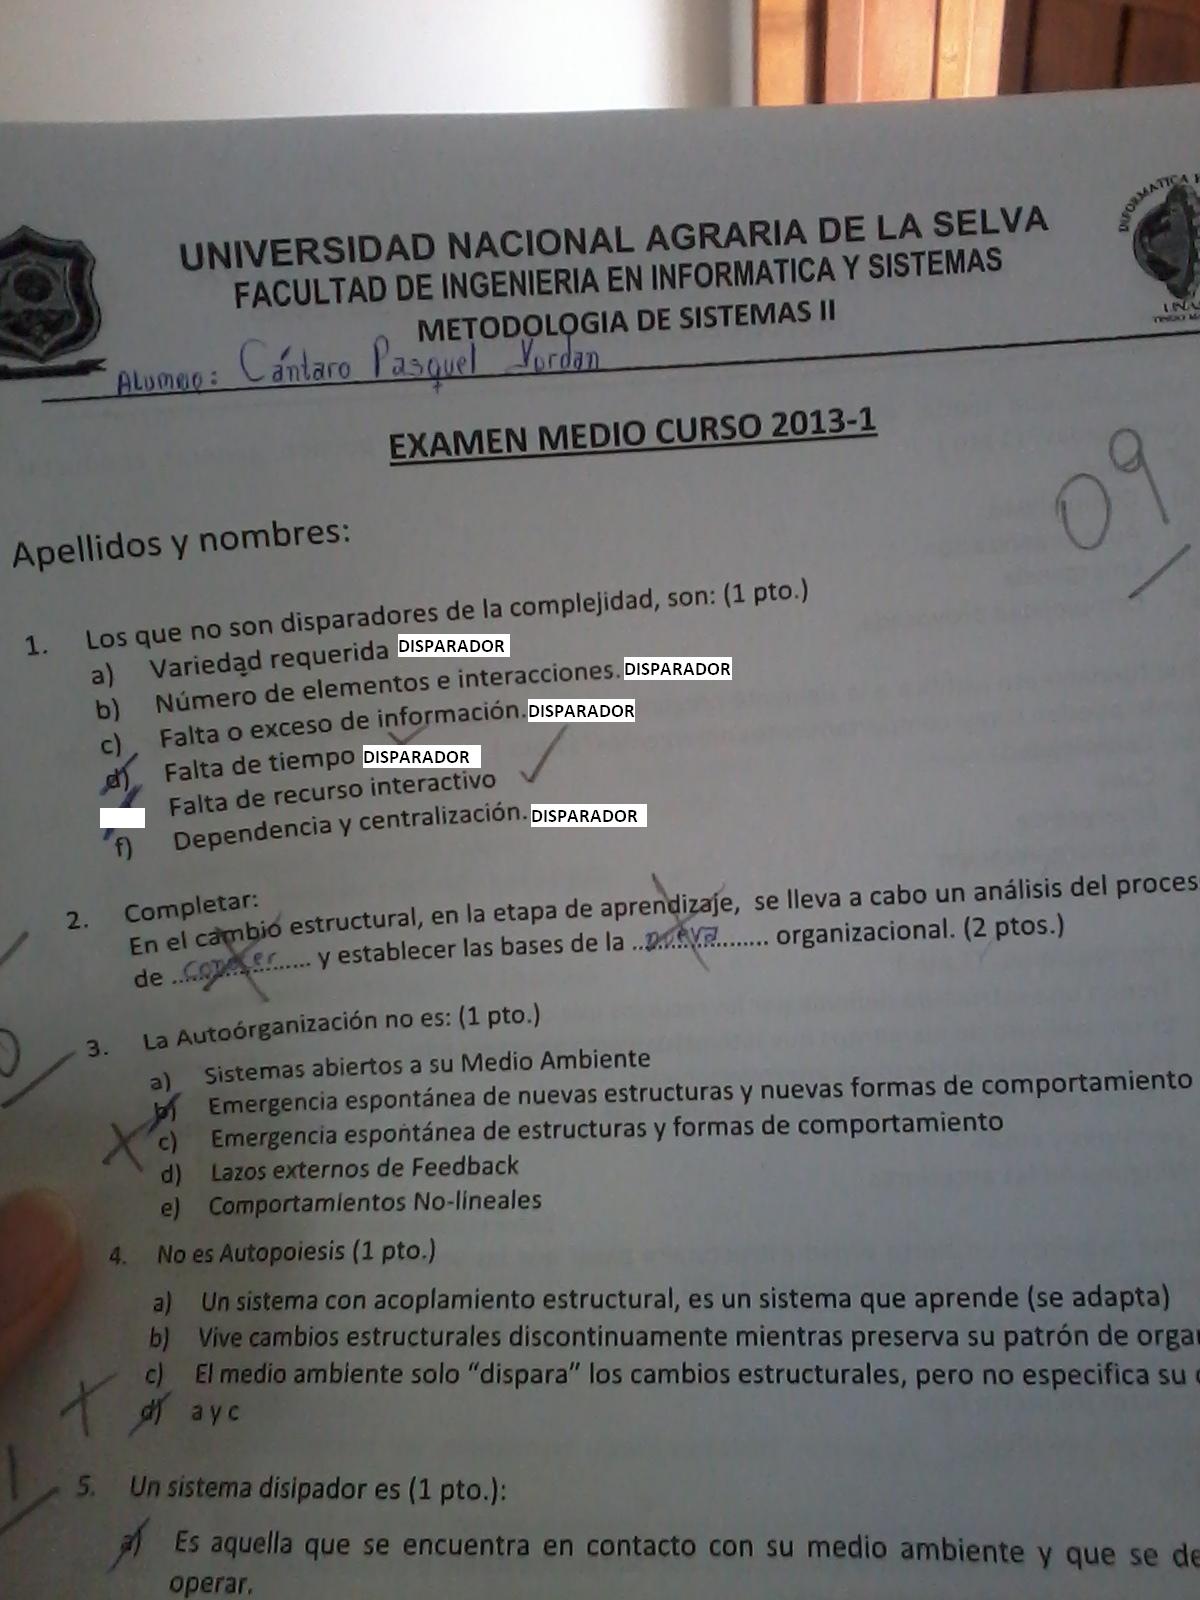 UNIVERSIDAD NACIONAL AGRARIA DE LA SELVA
FACULTAD DE INGENIERIA EN INFORMATICA Y SISTEMAS
METODOLOGIA DE SISTEMAS II
Alumno: Cántaro Pasquel Yordan
EXAMEN MEDIO CURSO 2013-1
09
Apellidos y nombres:
1. Los que no son disparadores de la complejidad, son: (1 pto.)
a) Variedad requerida DISPARADOR
b) Número de elementos e interacciones. DISPARADOR
c) Falta o exceso de información. DISPARADOR
d) Falta de tiempo DISPARADOR
Falta de recurso interactivo
f) Dependencia y centralización. DISPARADOR
2. Completar:
En el cambio estructural, en la etapa de aprendizaje, se lleva a cabo un análisis del proces
de ...conocer... y establecer las bases de la ...nueva... organizacional. (2 ptos.)
3. La Autoórganización no es: (1 pto.)
a) Sistemas abiertos a su Medio Ambiente
b) Emergencia espontánea de nuevas estructuras y nuevas formas de comportamiento
c) Emergencia espontánea de estructuras y formas de comportamiento
d) Lazos externos de Feedback
e) Comportamientos No-lineales
4. No es Autopoiesis (1 pto.)
a) Un sistema con acoplamiento estructural, es un sistema que aprende (se adapta)
b) Vive cambios estructurales discontinuamente mientras preserva su patrón de orga
c) El medio ambiente solo “dispara” los cambios estructurales, pero no especifica su
d) a y c
5. Un sistema disipador es (1 pto.):
a) Es aquella que se encuentra en contacto con su medio ambiente y que se de
operar.